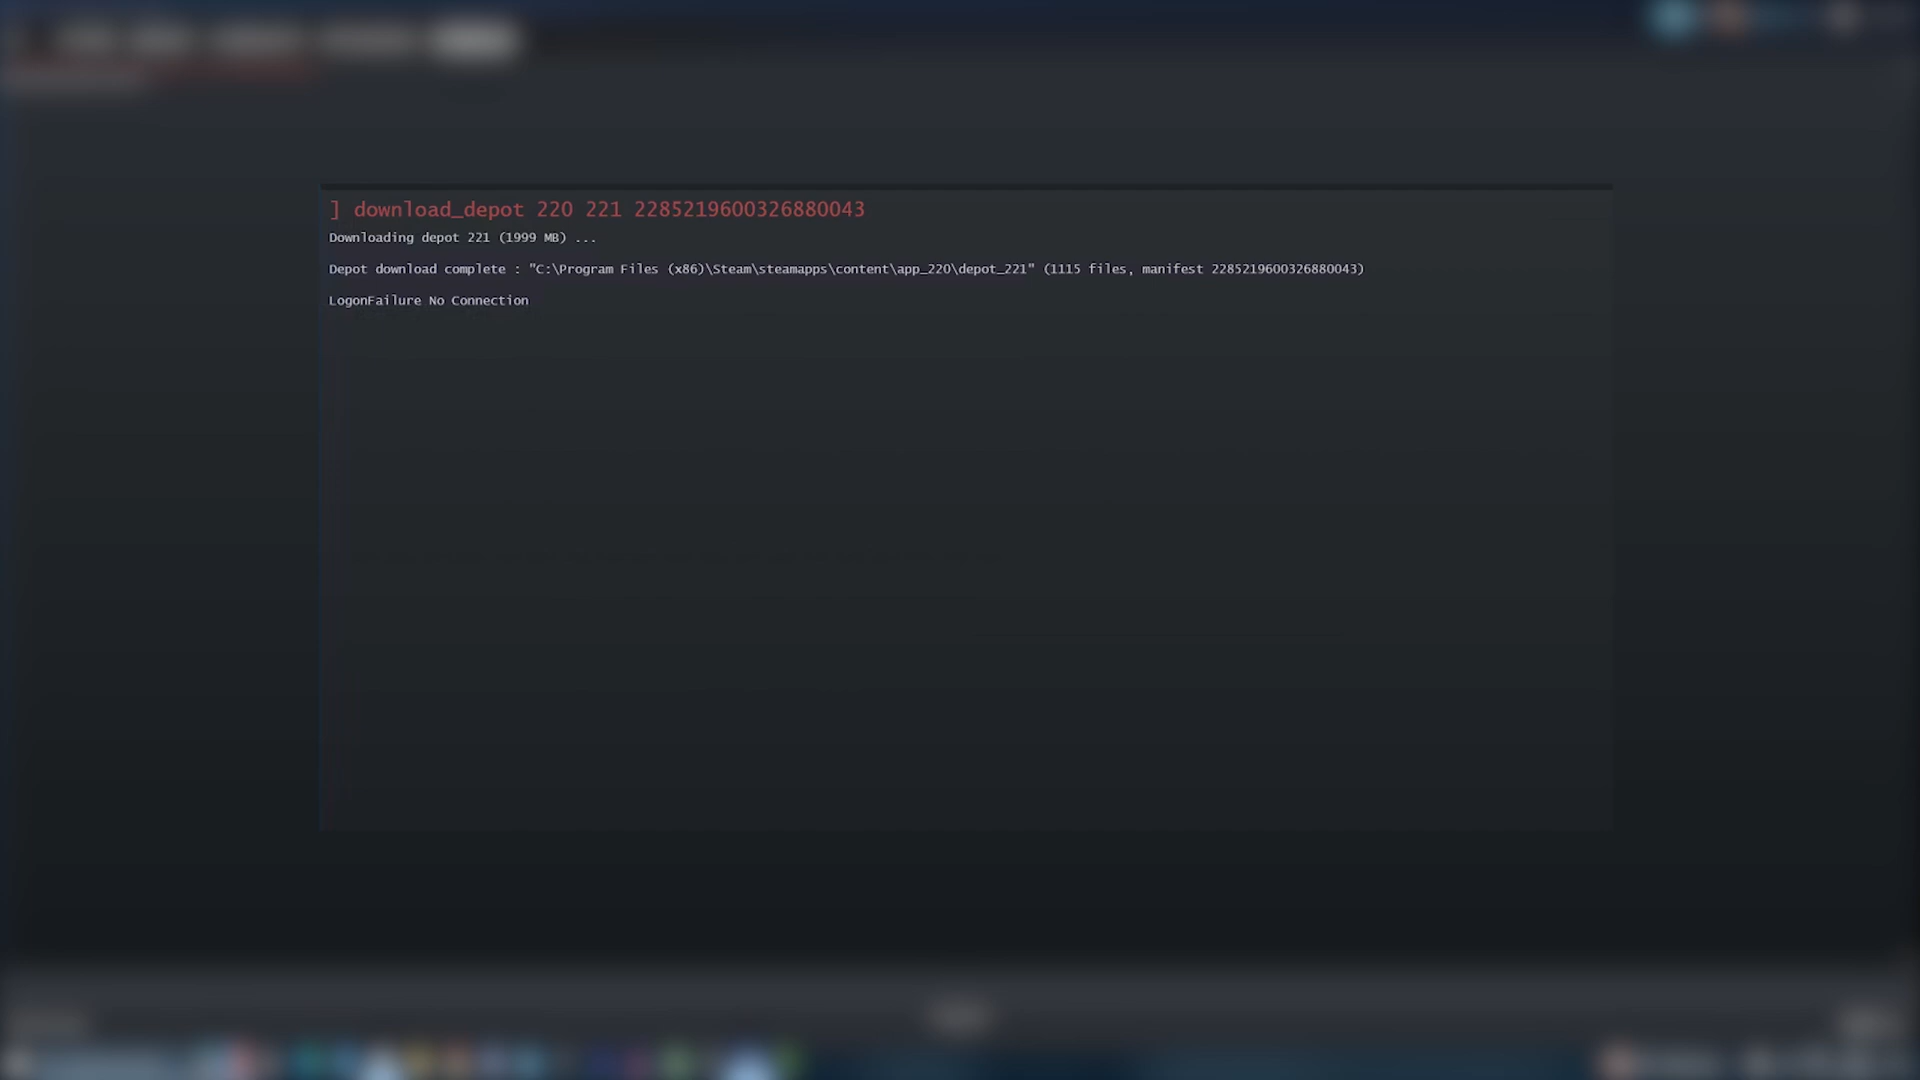 ] download_depot 220 221 2285219600326880043
Downloading depot 221 (1999 MB) ...
Depot download complete : "C:\Program Files (x86)\Steam\steamapps\content\app_220\depot_221" (1115 files, manifest 2285219600326880043)
LogonFailure No Connection